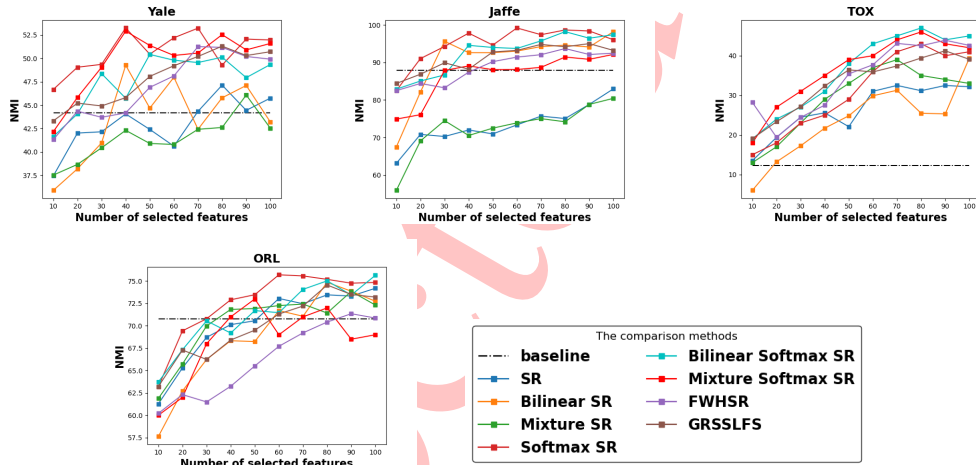 Yale
NMI
52.5
50.0
47.5
45.0
42.5
40.0
37.5
10 20 30 40 50 60 70 80 90 100
Number of selected features
Jaffe
NMI
100
90
80
70
60
10 20 30 40 50 60 70 80 90 100
Number of selected features
TOX
NMI
40
30
20
10
10 20 30 40 50 60 70 80 90 100
Number of selected features
ORL
NMI
75.0
72.5
70.0
67.5
65.0
62.5
60.0
57.5
10 20 30 40 50 60 70 80 90 100
Number of selected features
The comparison methods
baseline
SR
Bilinear SR
Mixture SR
Softmax SR
Bilinear Softmax SR
Mixture Softmax SR
FWHSR
GRSSLFS